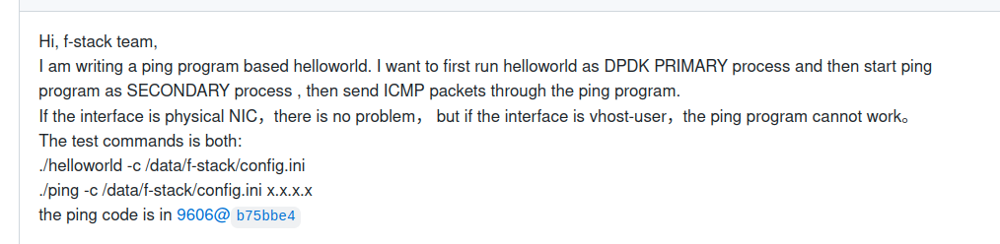 Hi, f-stack team,
I am writing a ping program based helloworld. I want to first run helloworld as DPDK PRIMARY process and then start ping
program as SECONDARY process , then send ICMP packets through the ping program.
If the interface is physical NIC，there is no problem， but if the interface is vhost-user，the ping program cannot work。
The test commands is both:
./helloworld -c /data/f-stack/config.ini
./ping -c /data/f-stack/config.ini x.x.x.x
the ping code is in 9606@ b75bbe4